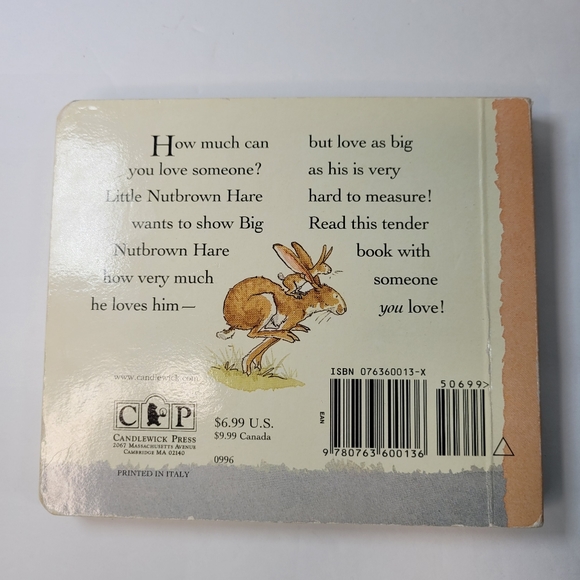 How much can
you love someone?
Little Nutbrown Hare
wants to show Big
Nutbrown Hare
how very much
he loves him—
but love as big
as his is very
hard to measure!
Read this tender
book with
someone
you love!
www.candlewick.com
C P
CANDLEWICK PRESS
2067 MASSACHUSETTS AVENUE
CAMBRIDGE MA 02140
PRINTED IN ITALY
$6.99 U.S.
$9.99 Canada
0996
EAN
ISBN 076360013-X
50699>
9 780763 600136